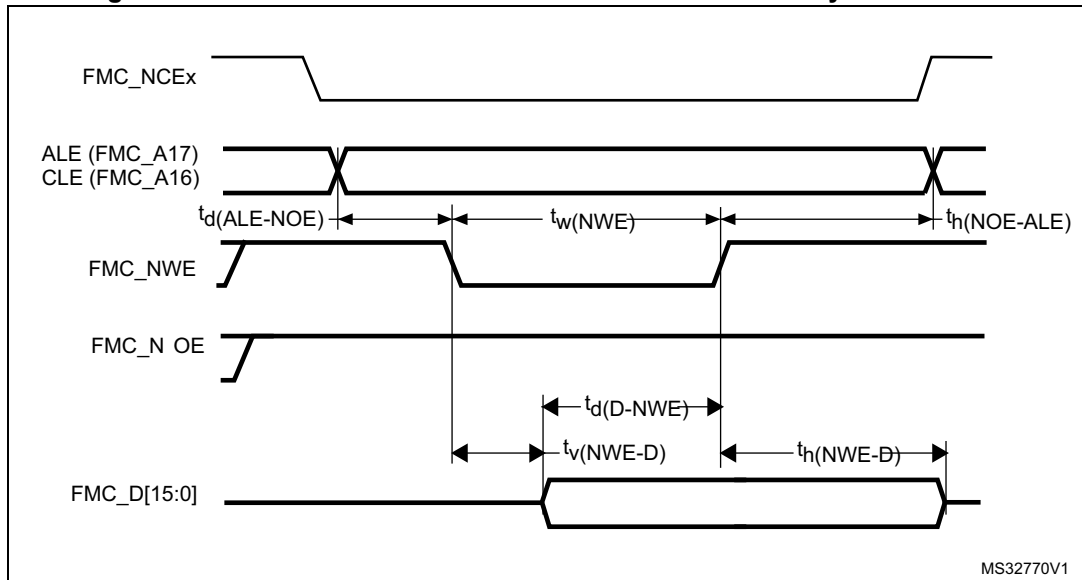 FMC_NCEx
ALE (FMC_A17)
CLE (FMC_A16)
td(ALE-NOE)
tw(NWE)
th(NOE-ALE)
FMC_NWE
FMC_N OE
td(D-NWE)
tv(NWE-D)
th(NWE-D)
FMC_D[15:0]
MS32770V1